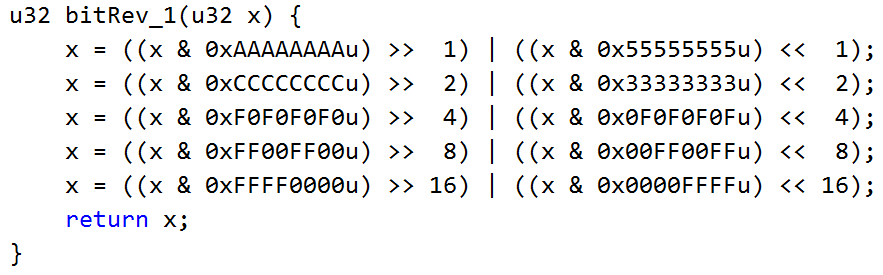 u32 bitRev_1(u32 x) {
    x = ((x & 0xAAAAAAAAu) >>  1) | ((x & 0x55555555u) <<  1);
    x = ((x & 0xCCCCCCCCu) >>  2) | ((x & 0x33333333u) <<  2);
    x = ((x & 0xF0F0F0F0u) >>  4) | ((x & 0x0F0F0F0Fu) <<  4);
    x = ((x & 0xFF00FF00u) >>  8) | ((x & 0x00FF00FFu) <<  8);
    x = ((x & 0xFFFF0000u) >> 16) | ((x & 0x0000FFFFu) << 16);
    return x;
}